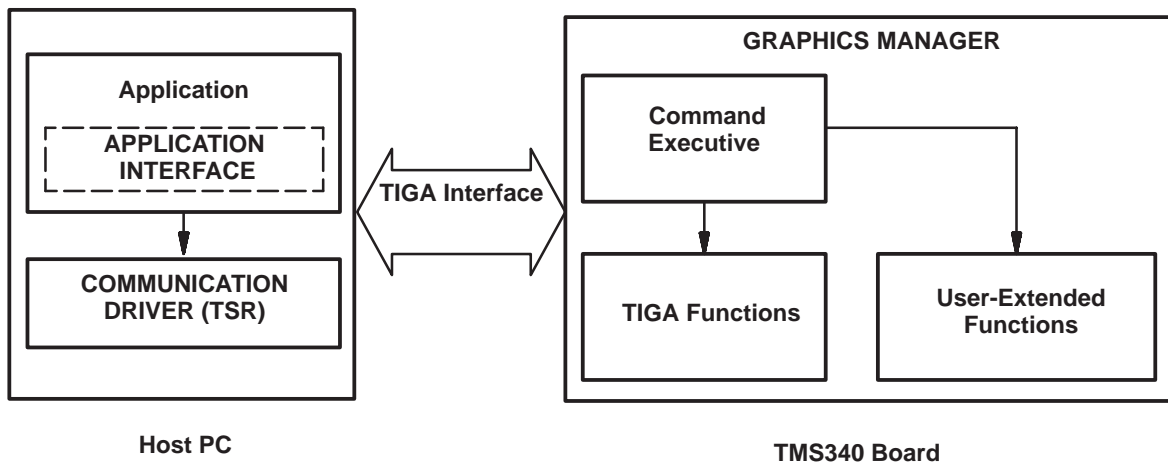 Application
APPLICATION
INTERFACE
COMMUNICATION
DRIVER (TSR)
Host PC
TIGA Interface
GRAPHICS MANAGER
Command
Executive
TIGA Functions
User-Extended
Functions
TMS340 Board